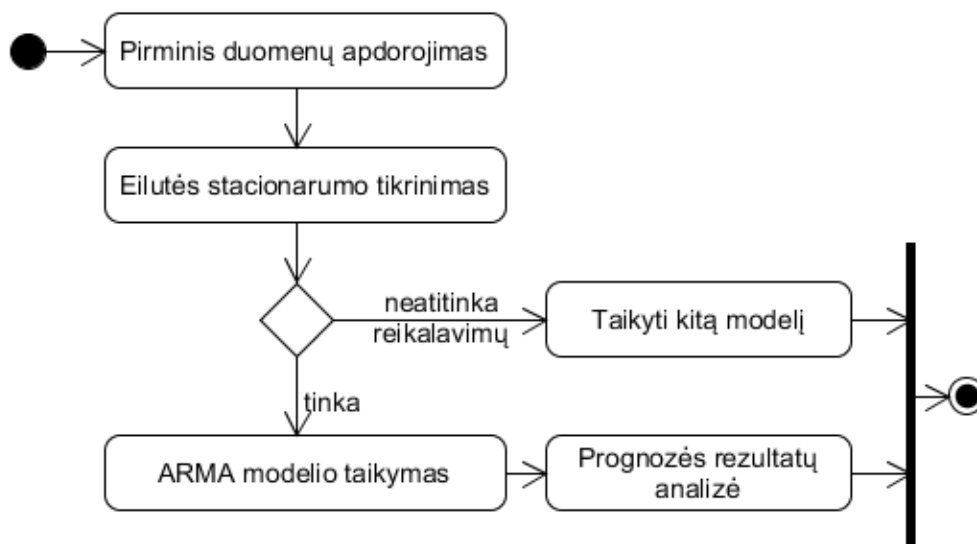 Pirminis duomenų apdorojimas
Eilutės stacionarumo tikrinimas
neatitinka
reikalavimų
Taikyti kitą modelį
tinka
ARMA modelio taikymas
Prognozės rezultatų
analizė